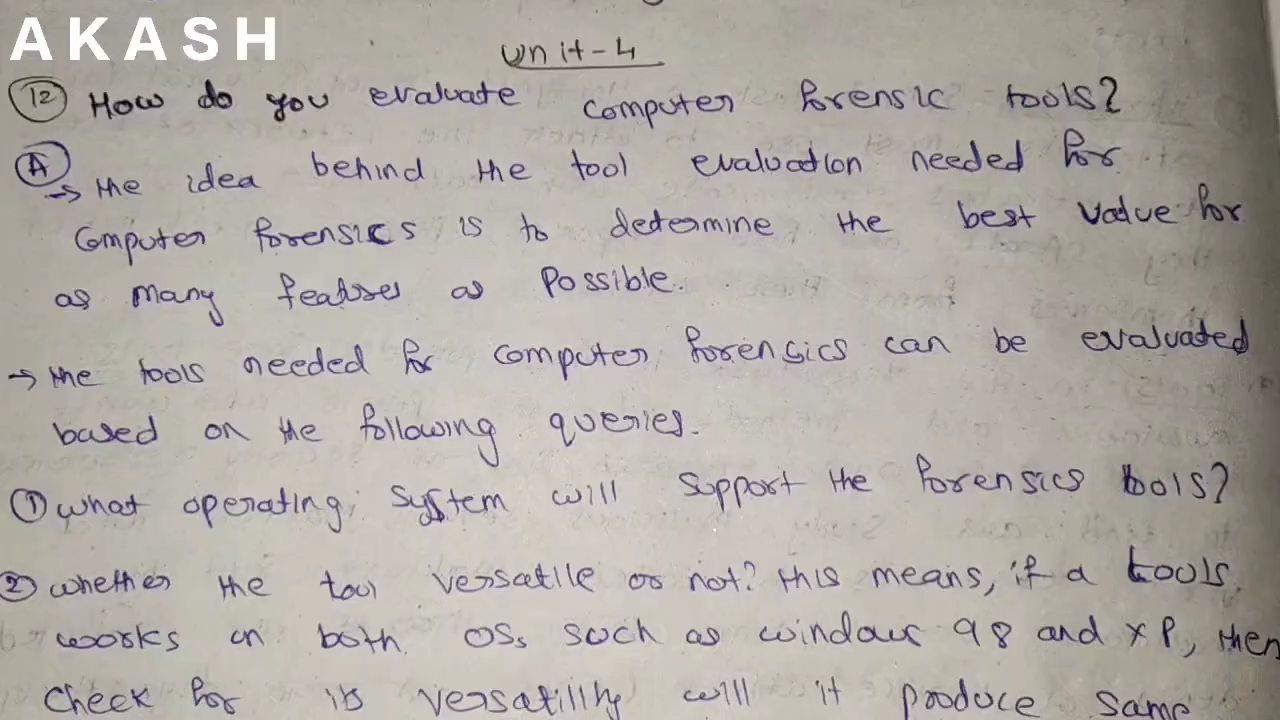 AKASH
Unit-4
12 How do you evaluate computer forensic tools?
A → the idea behind the tool evaluation needed for
computer forensics is to determine the best value for
as many features as possible.
→ the tools needed for computer forensics can be evaluated
based on the following queries.
1 what operating system will support the forensics tools?
2 whether the tool versatile or not? this means, if a tools
works on both OSs such as windows 98 and XP, then
check for its versatility will it produce same